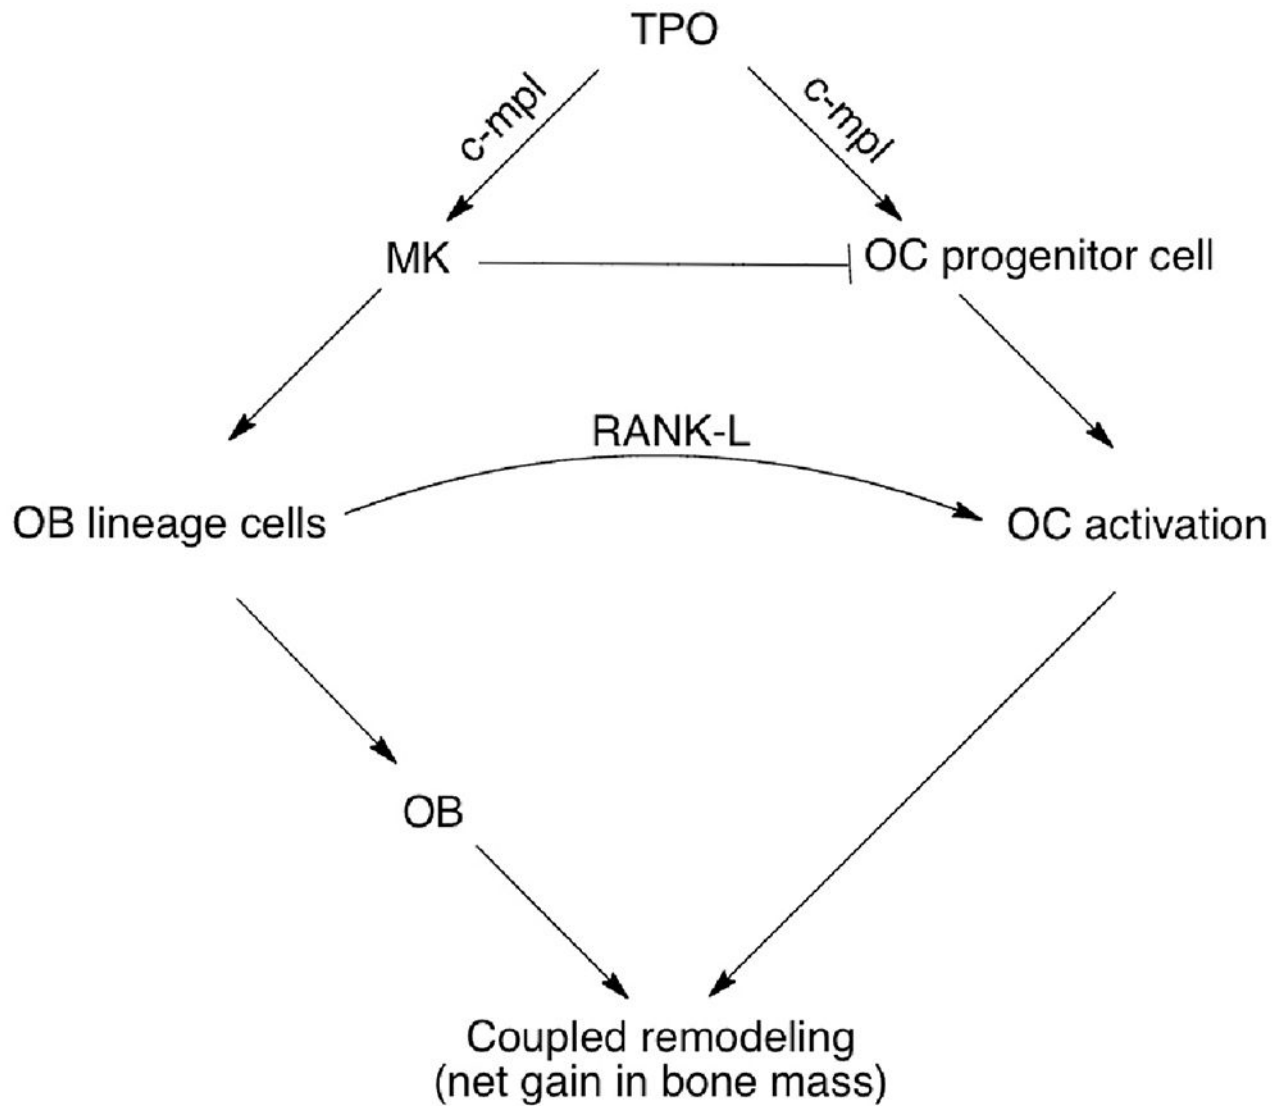 TPO
c-mpl
c-mpl
MK
OC progenitor cell
RANK-L
OB lineage cells
OC activation
OB
Coupled remodeling
(net gain in bone mass)